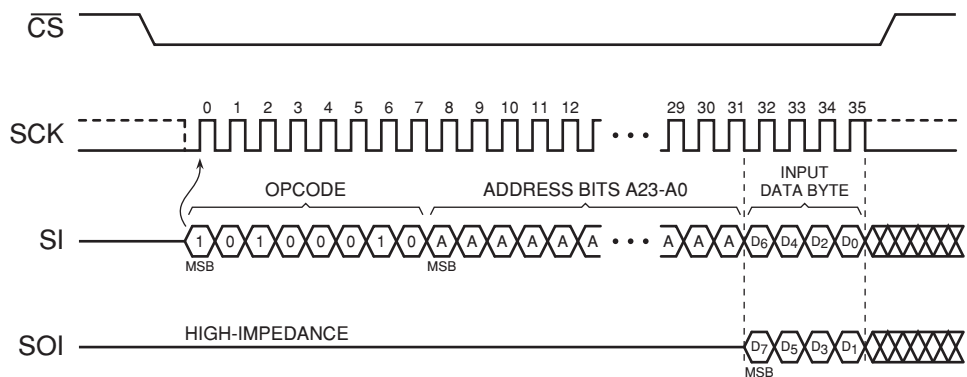 CS
0 1 2 3 4 5 6 7 8 9 10 11 12 29 30 31 32 33 34 35
SCK
OPCODE
ADDRESS BITS A23-A0
INPUT
DATA BYTE
SI
1 0 1 0 0 0 1 0 A A A A A A A A A D6 D4 D2 D0
MSB MSB
HIGH-IMPEDANCE
SOI
D7 D5 D3 D1
MSB